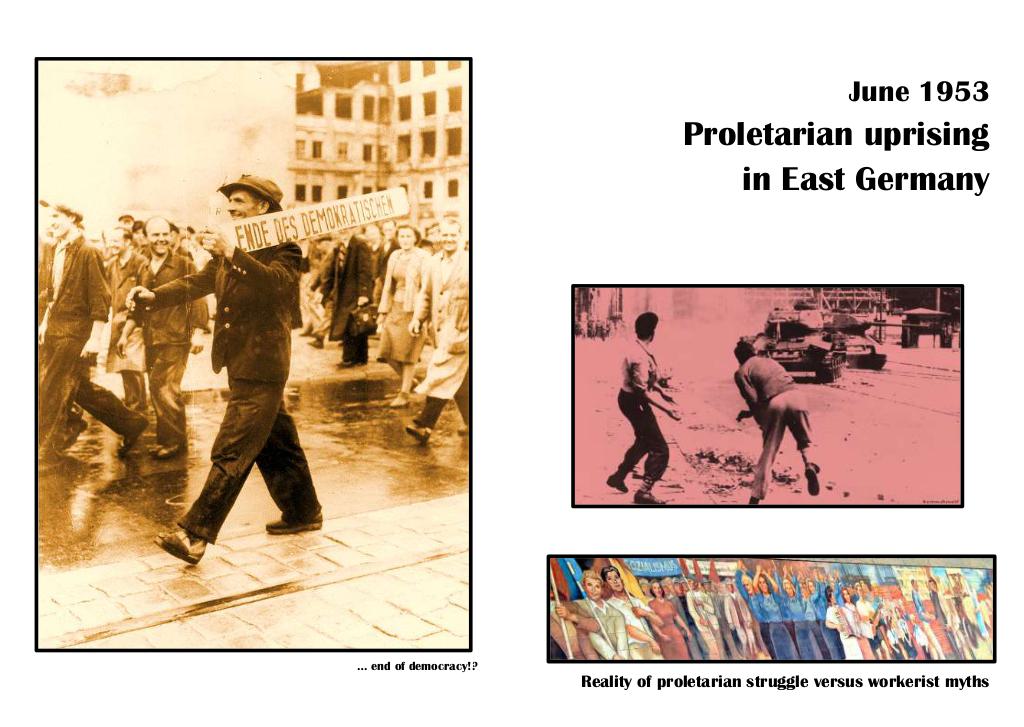 R
ENDE DES DEMOKRATISCHEN
... end of democracy!?
June 1953
Proletarian uprising
in East Germany
SOZIALISMUS
Reality of proletarian struggle versus workerist myths